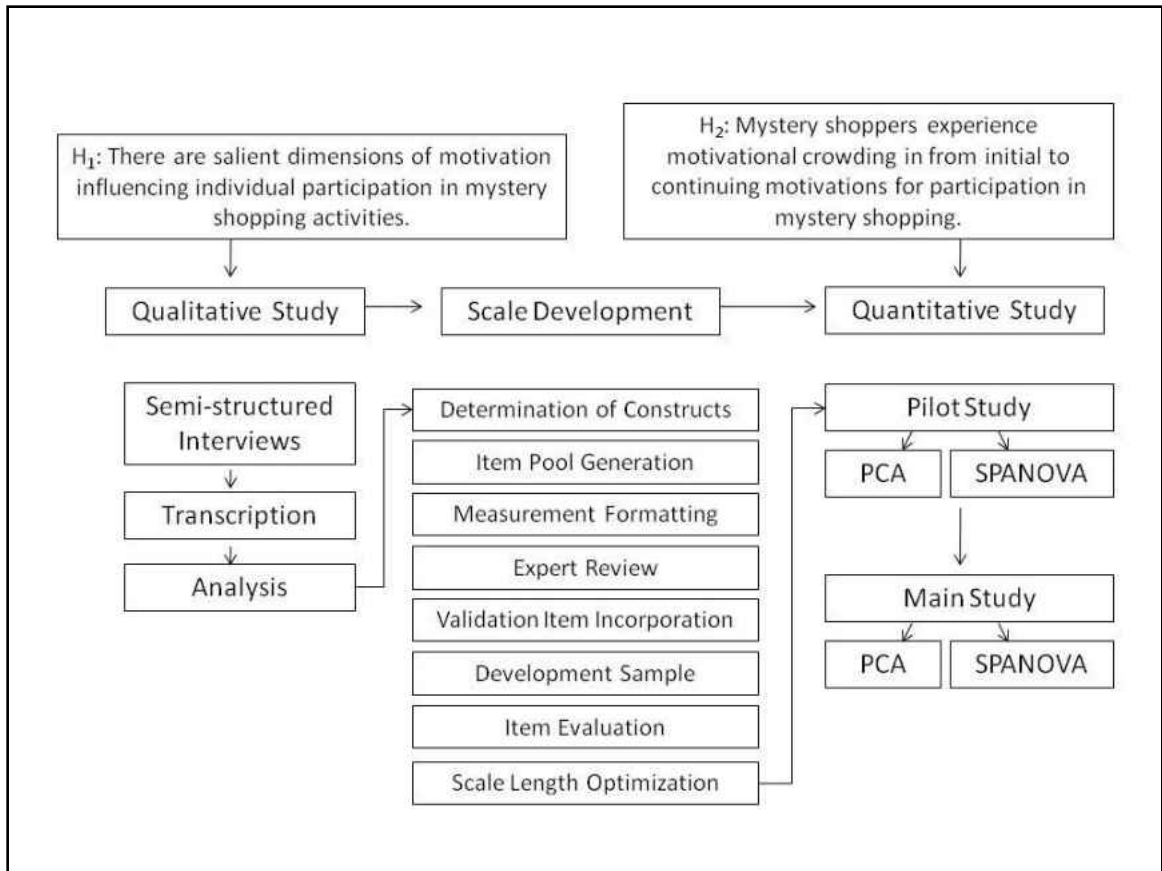 H₁: There are salient dimensions of motivation
influencing individual participation in mystery
shopping activities.
H₂: Mystery shoppers experience
motivational crowding in from initial to
continuing motivations for participation in
mystery shopping.
Qualitative Study
Scale Development
Quantitative Study
Semi-structured
Interviews
Transcription
Analysis
Determination of Constructs
Item Pool Generation
Measurement Formatting
Expert Review
Validation Item Incorporation
Development Sample
Item Evaluation
Scale Length Optimization
Pilot Study
PCA
SPANOVA
Main Study
PCA
SPANOVA